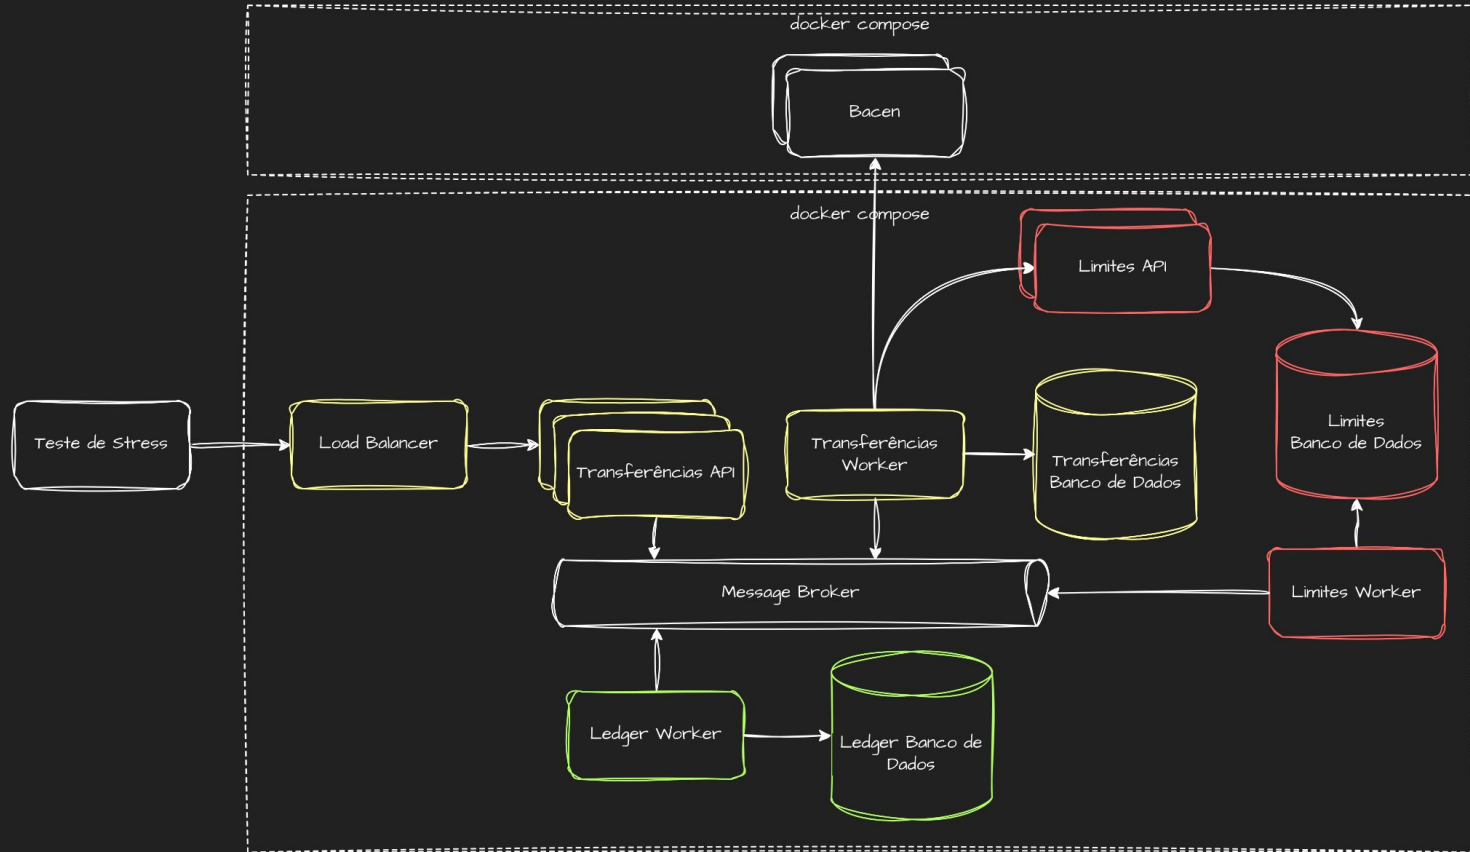 docker compose
Bacen
docker compose
Limites API
Teste de Stress
Load Balancer
Transferências API
Transferências
Worker
Transferências
Banco de Dados
Limites
Banco de Dados
Message Broker
Limites Worker
Ledger Worker
Ledger Banco de
Dados